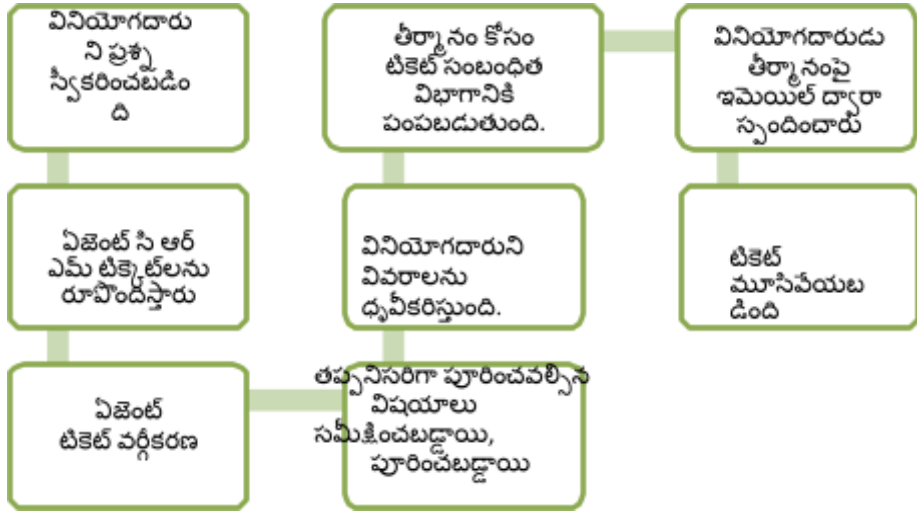 వినియోగదారు
ని ప్రశ్న
స్వీకరించబడిం
ది
ఏజెంట్ సి ఆర్
ఎమ్ టిక్కెట్‌లను
రూపొందిస్తారు
ఏజెంట్
టికెట్ వర్గీకరణ
తప్పనిసరిగా పూరించవల్సిన
విషయాలు
సమీక్షించబడ్డాయి,
పూరించబడ్డాయి
వినియోగదారుని
వివరాలను
ధృవీకరిస్తుంది.
తీర్మానం కోసం
టికెట్ సంబంధిత
విభాగానికి
పంపబడుతుంది.
వినియోగదారుడు
తీర్మానంపై
ఇమెయిల్ ద్వారా
స్పందించారు
టికెట్
మూసివేయబ
డింది